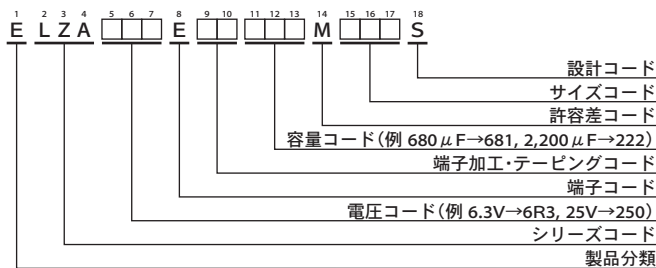 1 2 3 4 5 6 7 8 9 10 11 12 13 14 15 16 17 18
E L Z A □□□ E □□ □□□ M □□□ S
設計コード
サイズコード
許容差コード
容量コード(例 680μF→681, 2,200μF→222)
端子加工・テーピングコード
端子コード
電圧コード(例 6.3V→6R3, 25V→250)
シリーズコード
製品分類